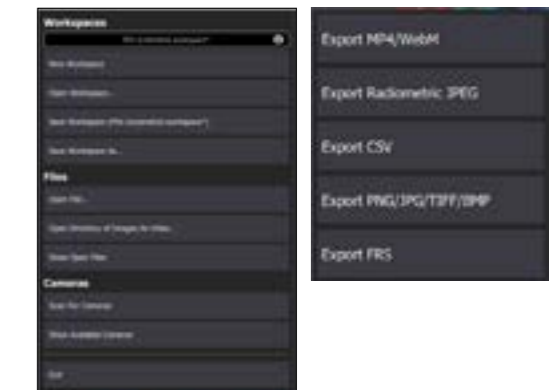 Workspaces
New Workspace
Open Workspace...
Save Workspace As...
Files
Open File...
Open Directory of Images As Video...
Show Open Files
Cameras
Scan For Cameras
Show Available Cameras
Exit
Export MP4/WebM
Export Radiometric JPEG
Export CSV
Export PNG/JPG/TIFF/BMP
Export FRS